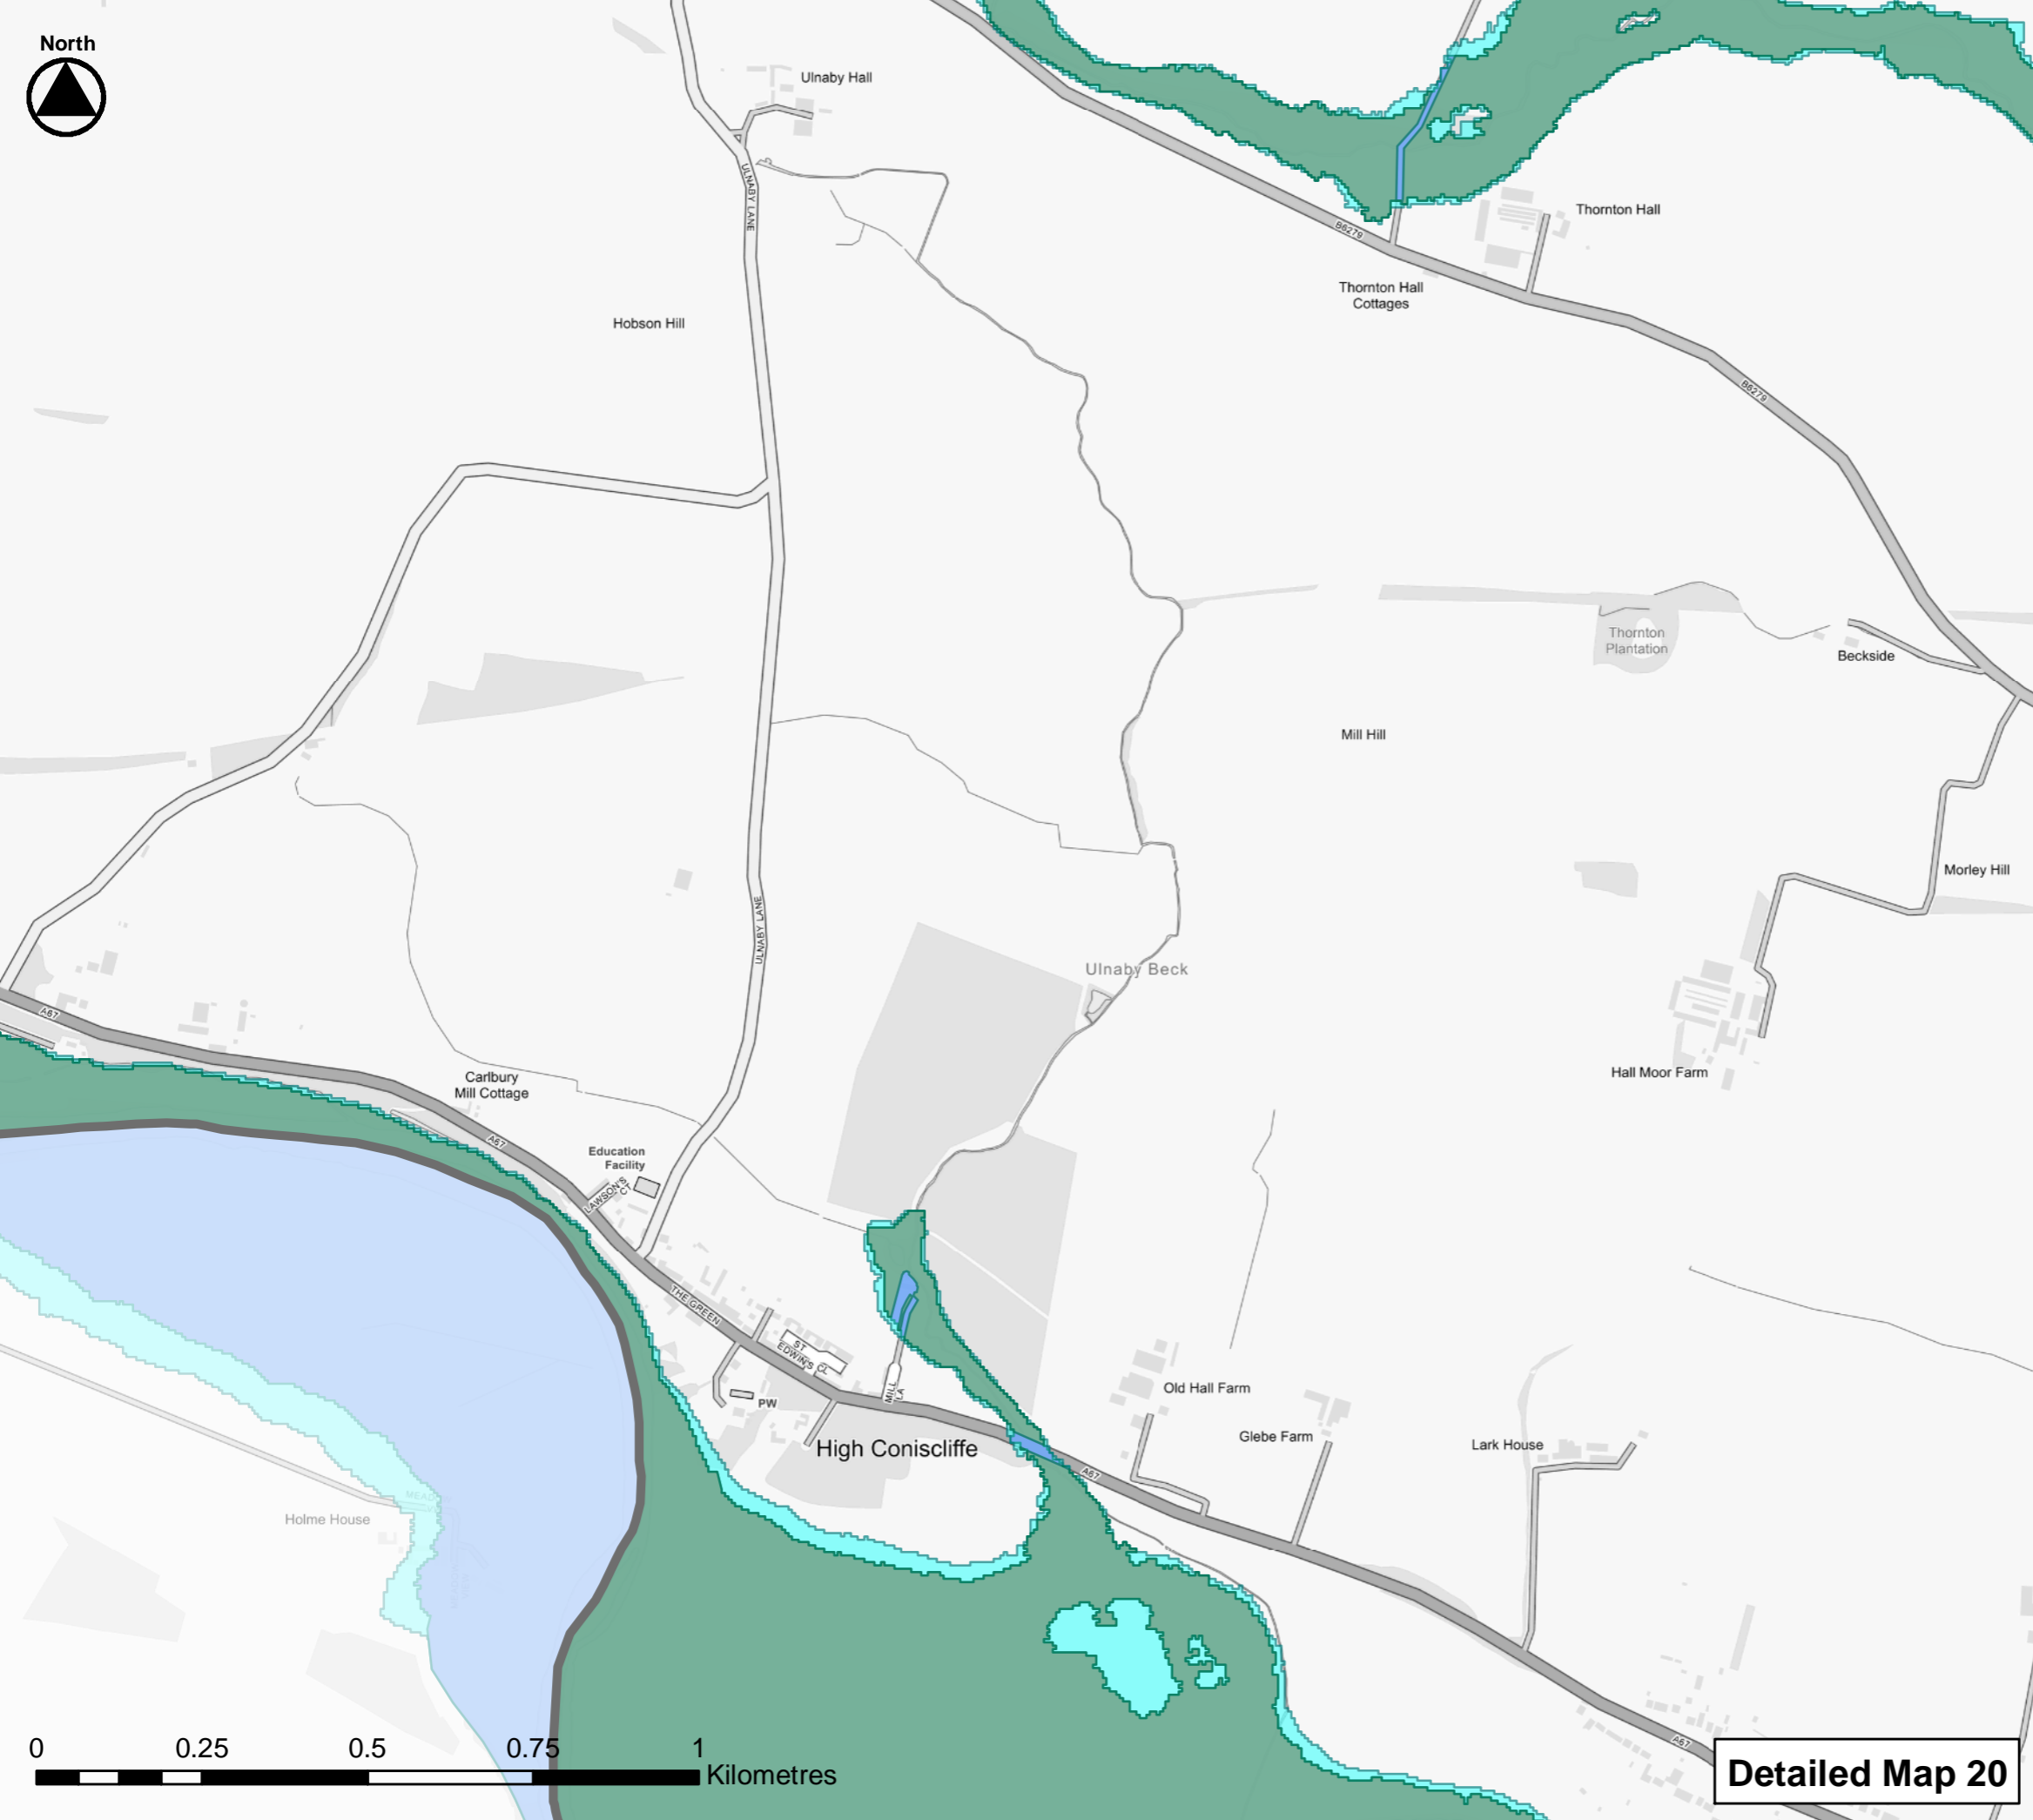 North
Ulnaby Hall
ULNABY LANE
Thornton Hall
B6279
Thornton Hall
Cottages
Hobson Hill
B6279
Thornton
Plantation
Beckside
Mill Hill
Morley Hill
ULNABY LANE
Ulnaby Beck
A67
Hall Moor Farm
Carlbury
Mill Cottage
A67
Education
Facility
LAWSON'S
CT
THE GREEN
ST
EDWIN'S
CL
MILL
LA
PW
Old Hall Farm
High Coniscliffe
Glebe Farm
Lark House
A67
Holme House
A67
0
0.25
0.5
0.75
1
Kilometres
Detailed Map 20